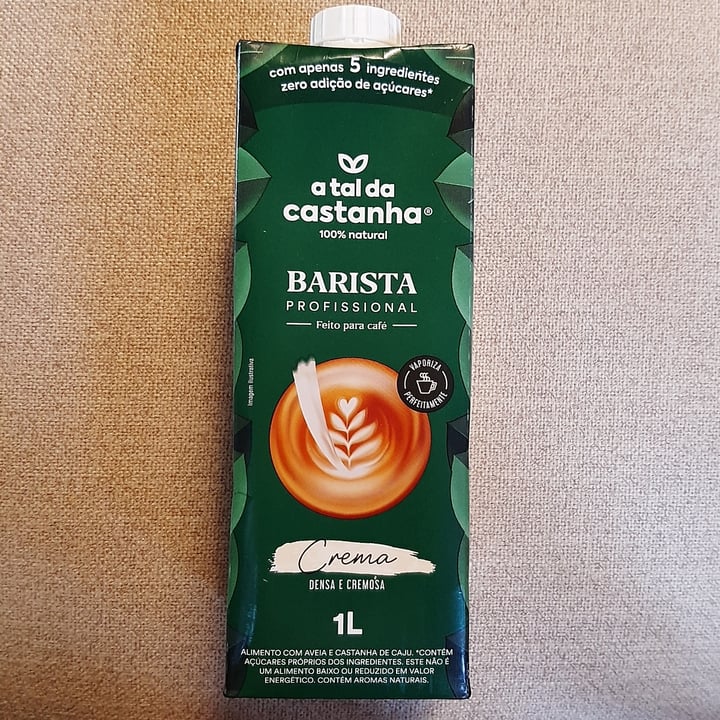 com apenas 5 ingredientes
zero adição de açúcares*
a tal da
castanha®
100% natural
BARISTA
PROFISSIONAL
Feito para café
Imagem ilustrativa
VAPORIZA
PERFEITAMENTE
Crema
DENSA E CREMOSA
1L
ALIMENTO COM AVEIA E CASTANHA DE CAJU. *CONTÉM
AÇÚCARES PRÓPRIOS DOS INGREDIENTES. ESTE NÃO É
UM ALIMENTO BAIXO OU REDUZIDO EM VALOR
ENERGÉTICO. CONTÉM AROMAS NATURAIS.